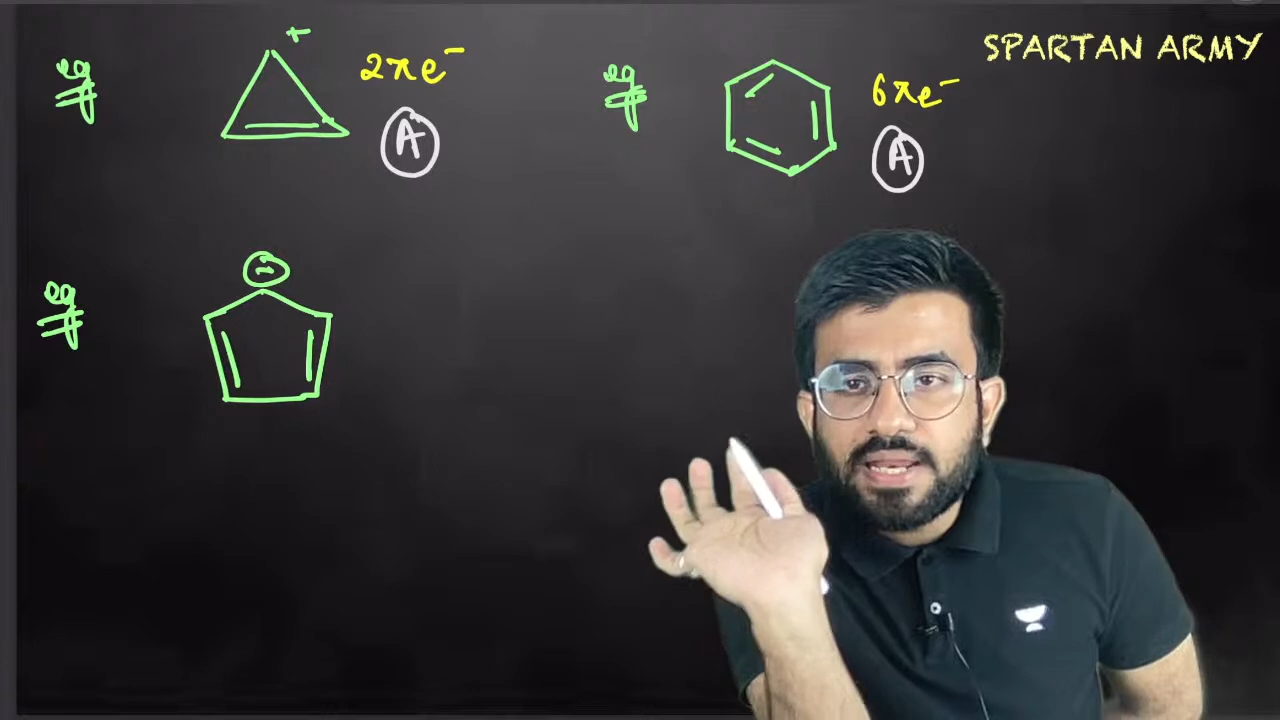 SPARTAN ARMY
eg
+
2πe⁻
A
eg
6πe⁻
A
eg
⊖